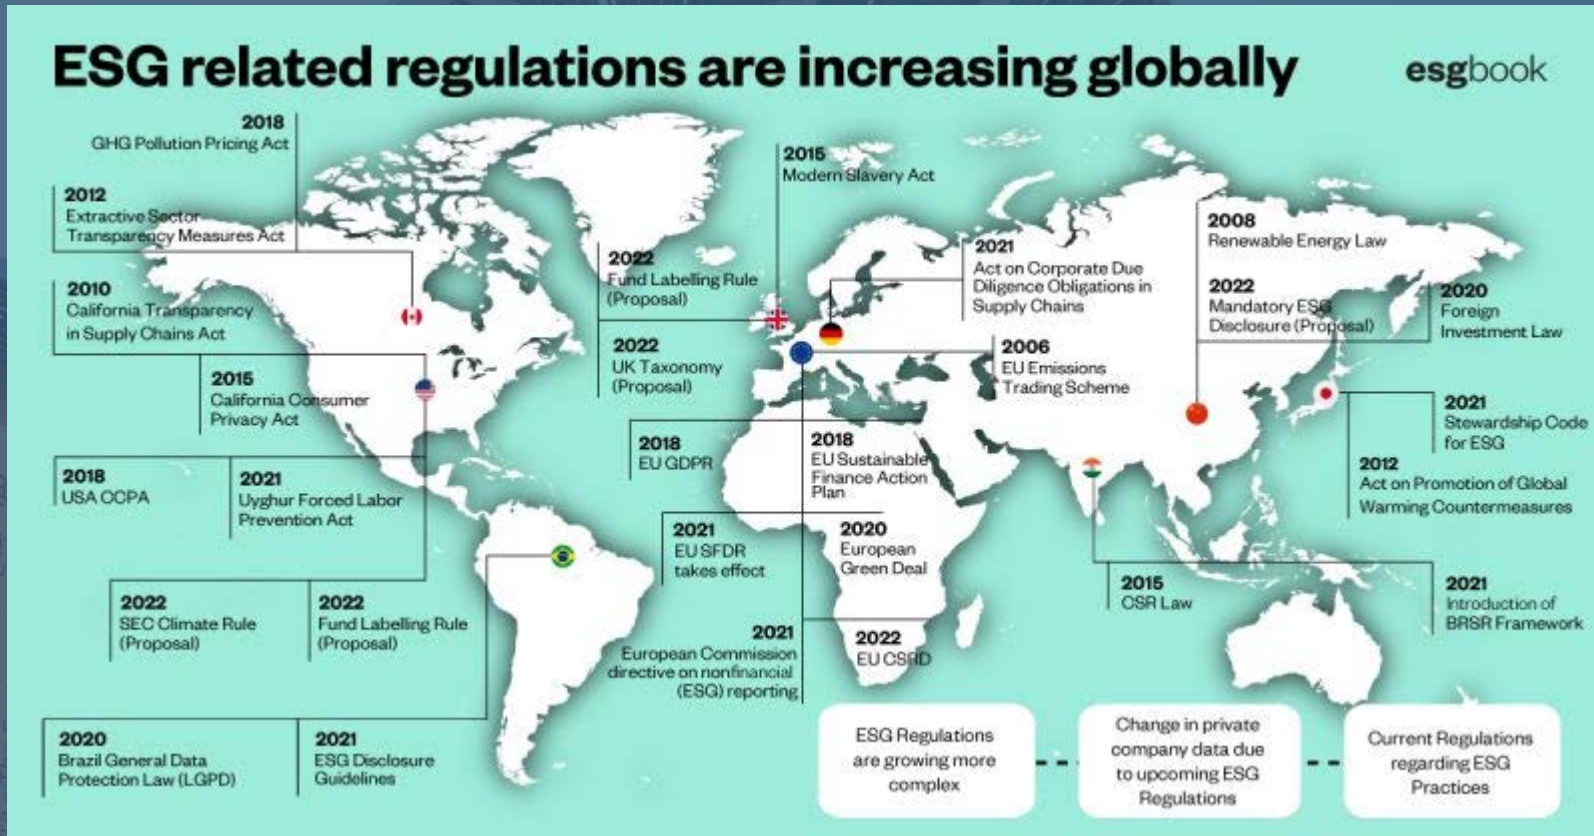 ESG related regulations are increasing globally
esgbook
2018
GHG Pollution Pricing Act
2012
Extractive Sector
Transparency Measures Act
2010
California Transparency
in Supply Chains Act
2015
California Consumer
Privacy Act
2018
USA CCPA
2021
Uyghur Forced Labor
Prevention Act
2022
SEC Climate Rule
(Proposal)
2022
Fund Labelling Rule
(Proposal)
2020
Brazil General Data
Protection Law (LGPD)
2021
ESG Disclosure
Guidelines
2015
Modern Slavery Act
2022
Fund Labelling Rule
(Proposal)
2022
UK Taxonomy
(Proposal)
2021
Act on Corporate Due
Diligence Obligations in
Supply Chains
2006
EU Emissions
Trading Scheme
2018
EU GDPR
2018
EU Sustainable
Finance Action
Plan
2021
EU SFDR
takes effect
2020
European
Green Deal
2021
European Commission
directive on nonfinancial
(ESG) reporting
2022
EU CSRD
2008
Renewable Energy Law
2022
Mandatory ESG
Disclosure (Proposal)
2020
Foreign
Investment Law
2021
Stewardship Code
for ESG
2012
Act on Promotion of Global
Warming Countermeasures
2015
CSR Law
2021
Introduction of
BRSR Framework
ESG Regulations
are growing more
complex
Change in private
company data due
to upcoming ESG
Regulations
Current Regulations
regarding ESG
Practices